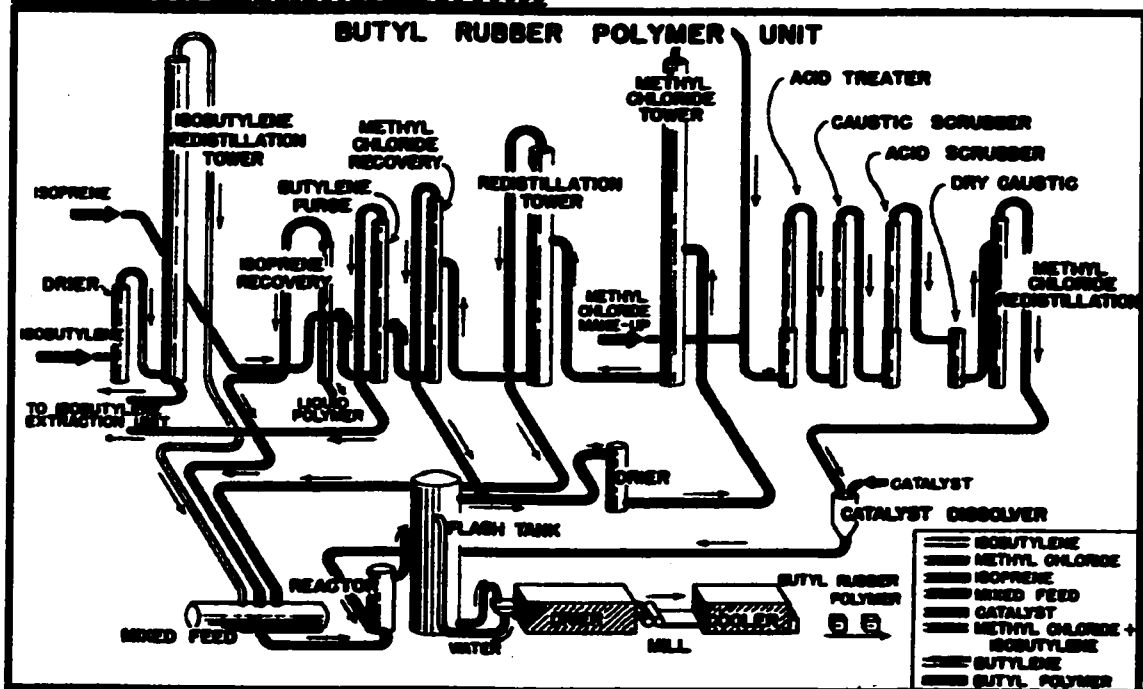 BUTYL RUBBER POLYMER UNIT
ISOBUTYLENE
REDISTILLATION
TOWER
METHYL
CHLORIDE
RECOVERY
BUTYLENE
PURGE
ISOPRENE
ISOPRENE
RECOVERY
DRIER
ISOBUTYLENE
TO ISOBUTYLENE
EXTRACTION UNIT
LIQUID
POLYMER
REDISTILLATION
TOWER
METHYL
CHLORIDE
MAKE-UP
METHYL
CHLORIDE
TOWER
ACID TREATER
CAUSTIC SCRUBBER
ACID SCRUBBER
DRY CAUSTIC
METHYL
CHLORIDE
REDISTILLATION
DRIER
CATALYST
CATALYST DISSOLVER
FLASH TANK
REACTOR
MIXED FEED
WATER
MILL
COOLER
BUTYL RUBBER
POLYMER
ISOBUTYLENE
METHYL CHLORIDE
ISOPRENE
MIXED FEED
CATALYST
METHYL CHLORIDE +
ISOBUTYLENE
BUTYLENE
BUTYL POLYMER